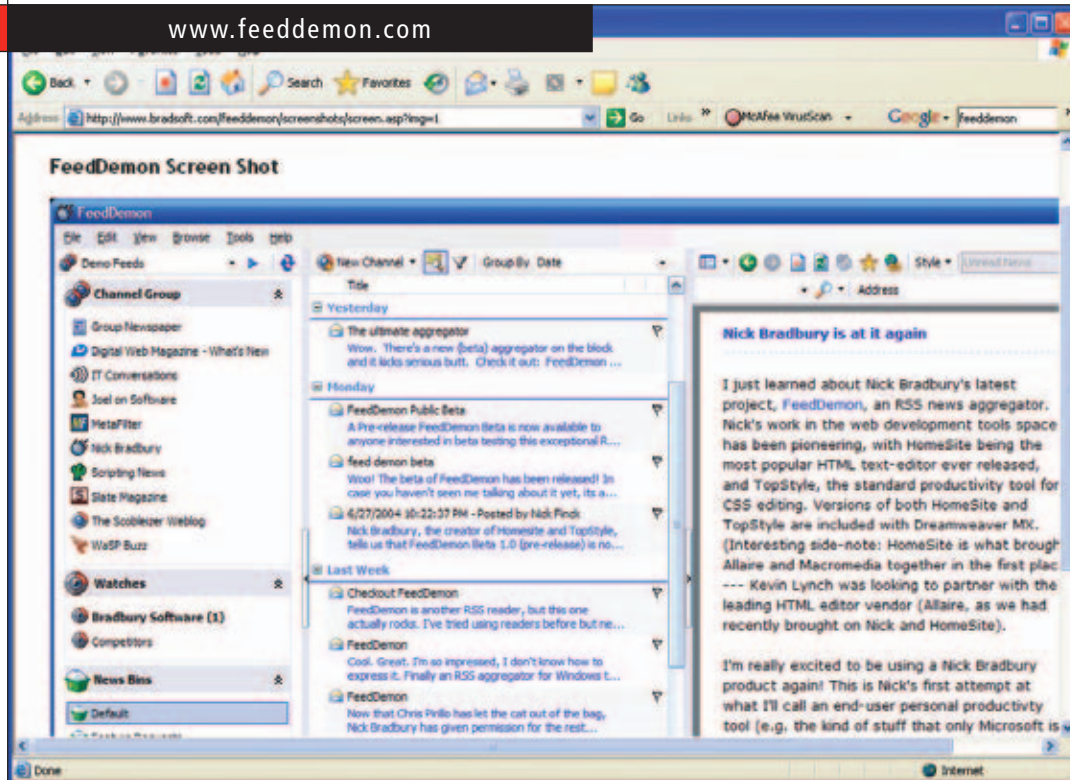 www.feeddemon.com
Back
Search
Favorites
Address
http://www.bradsoft.com/feeddemon/screenshots/screen.asp?img=1
Go
Links »
McAfee VirusScan
Google
feeddemon
FeedDemon Screen Shot
FeedDemon
File Edit View Browse Tools Help
Demo Feeds
Channel Group
Group Newspaper
Digital Web Magazine - What's New
IT Conversations
Joel on Software
MetaFilter
Nick Bradbury
Scripting News
Slate Magazine
The Scobleizer Weblog
WaSP Buzz
Watches
Bradbury Software (1)
Competitors
News Bins
Default
New Channel
Group By Date
Title
Yesterday
The ultimate aggregator
Wow. There's a new (beta) aggregator on the block
and it kicks serious butt. Check it out: FeedDemon ...
Monday
FeedDemon Public Beta
A Pre-release FeedDemon Beta is now available to
anyone interested in beta testing this exceptional R...
feed demon beta
Woo! The beta of FeedDemon has been released! In
case you haven't seen me talking about it yet, its a...
6/27/2004 10:22:37 PM - Posted by Nick Finck
Nick Bradbury, the creator of Homesite and TopStyle,
tells us that FeedDemon Beta 1.0 (pre-release) is no...
Last Week
Checkout FeedDemon
FeedDemon is another RSS reader, but this one
actually rocks. I've tried using readers before but ne...
FeedDemon
Cool. Great. I'm so impressed, I don't know how to
express it. Finally an RSS aggregator for Windows t...
FeedDemon
Now that Chris Pirillo has let the cat out of the bag,
Nick Bradbury has given permission for the rest...
Style
Unread News
Address
Nick Bradbury is at it again
I just learned about Nick Bradbury's latest
project, FeedDemon, an RSS news aggregator.
Nick's work in the web development tools space
has been pioneering, with HomeSite being the
most popular HTML text-editor ever released,
and TopStyle, the standard productivity tool for
CSS editing. Versions of both HomeSite and
TopStyle are included with Dreamweaver MX.
(Interesting side-note: HomeSite is what brough
Allaire and Macromedia together in the first plac
--- Kevin Lynch was looking to partner with the
leading HTML editor vendor (Allaire, as we had
recently brought on Nick and HomeSite).
I'm really excited to be using a Nick Bradbury
product again! This is Nick's first attempt at
what I'll call an end-user personal productivty
tool (e.g. the kind of stuff that only Microsoft is
Done
Internet